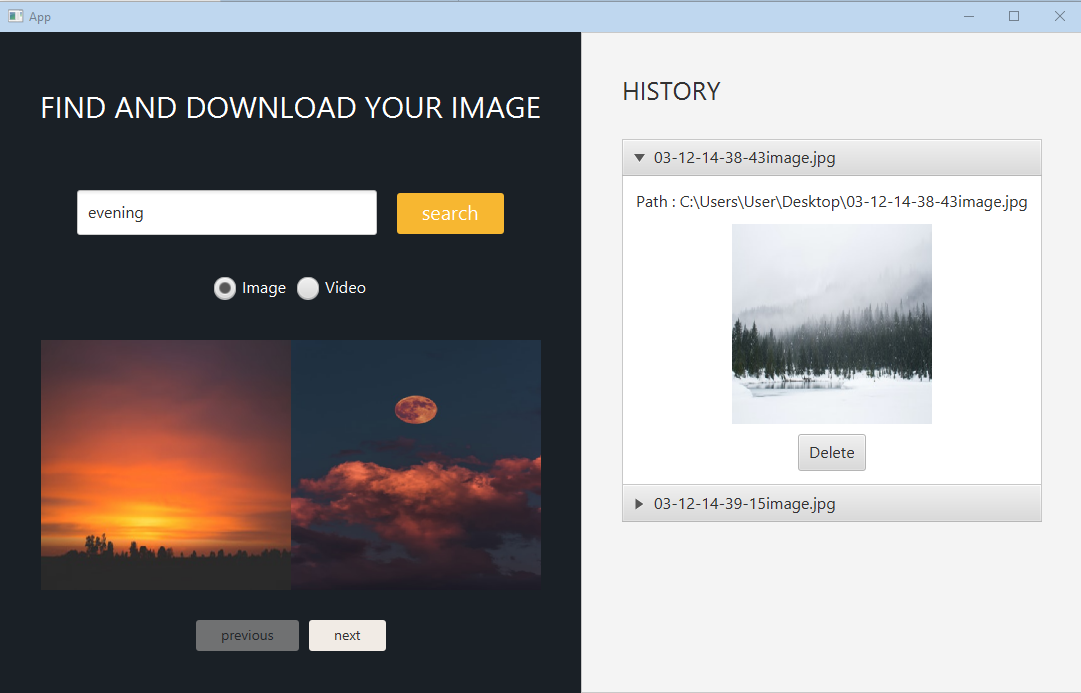 App
FIND AND DOWNLOAD YOUR IMAGE
evening
search
Image
Video
previous
next
HISTORY
03-12-14-38-43image.jpg
Path : C:\Users\User\Desktop\03-12-14-38-43image.jpg
Delete
03-12-14-39-15image.jpg